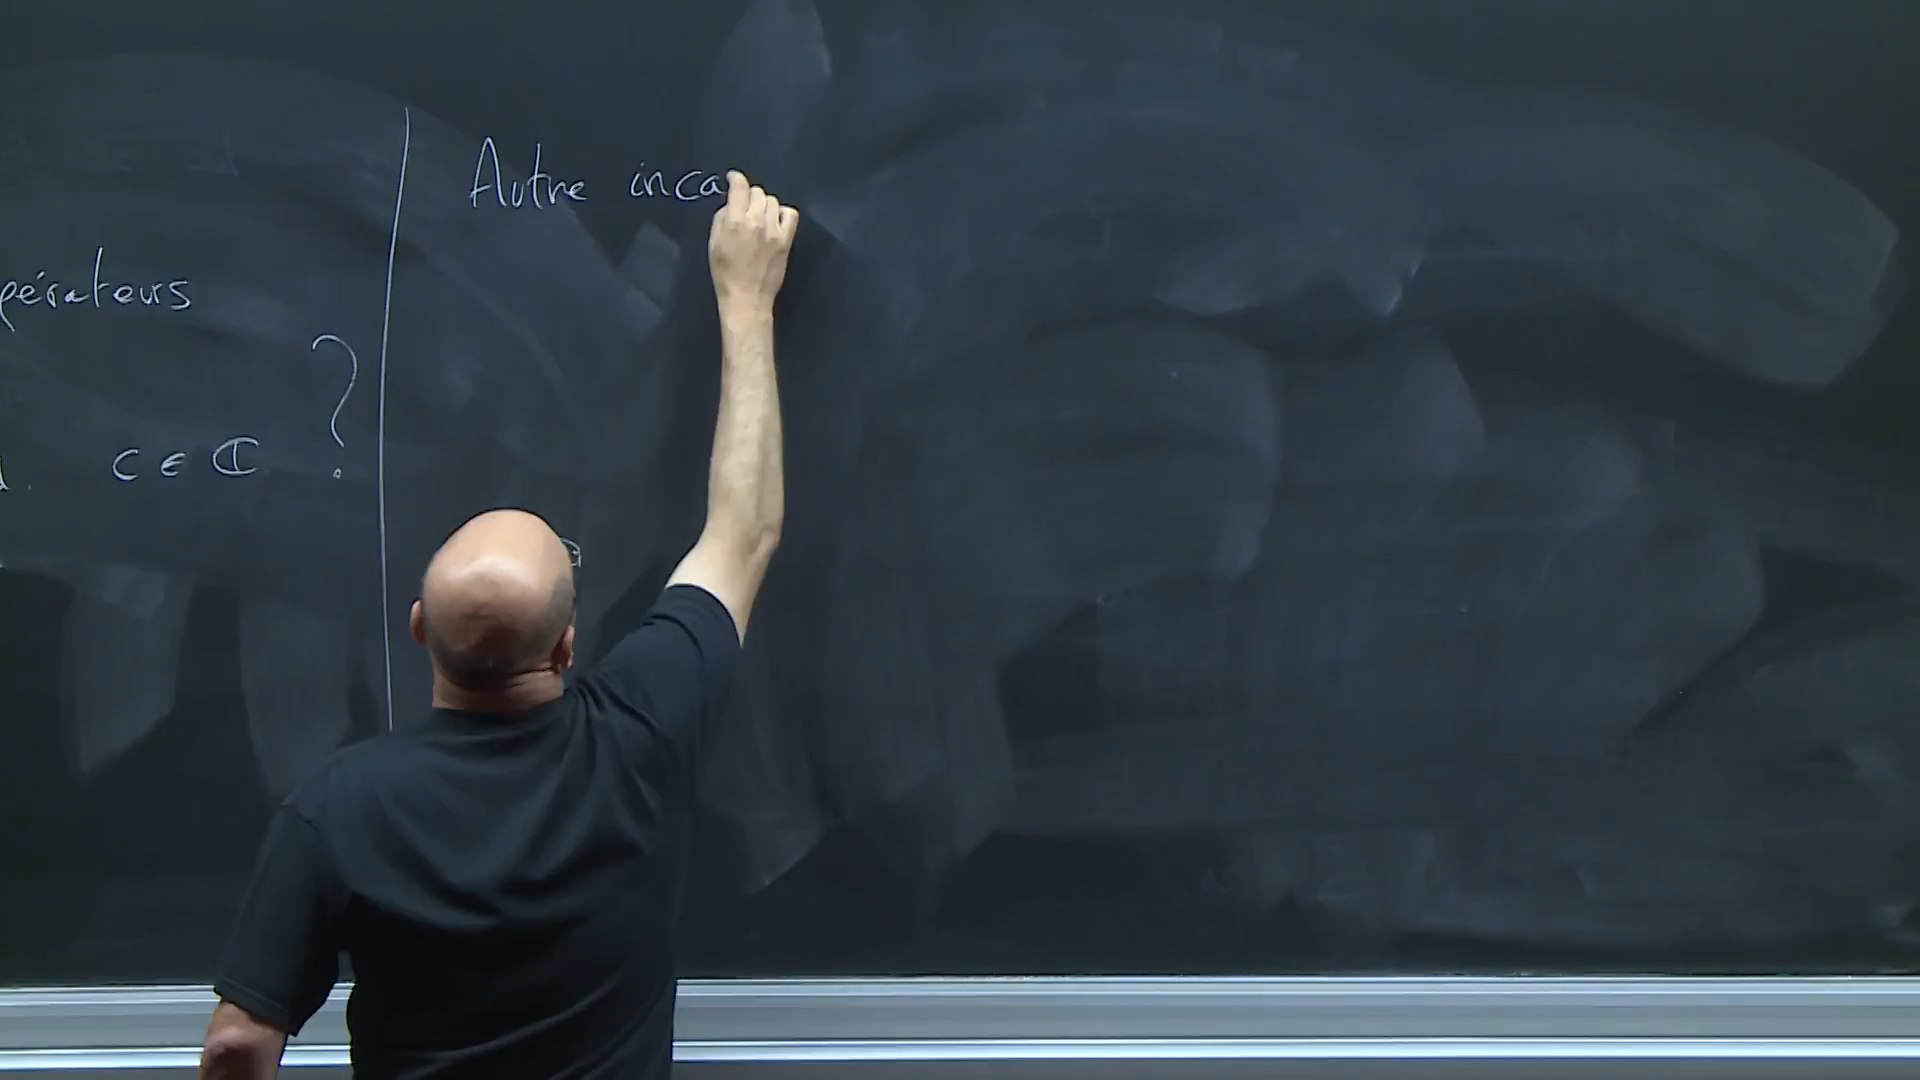 pérateurs
?
. c ∈ ℂ
Autre inca